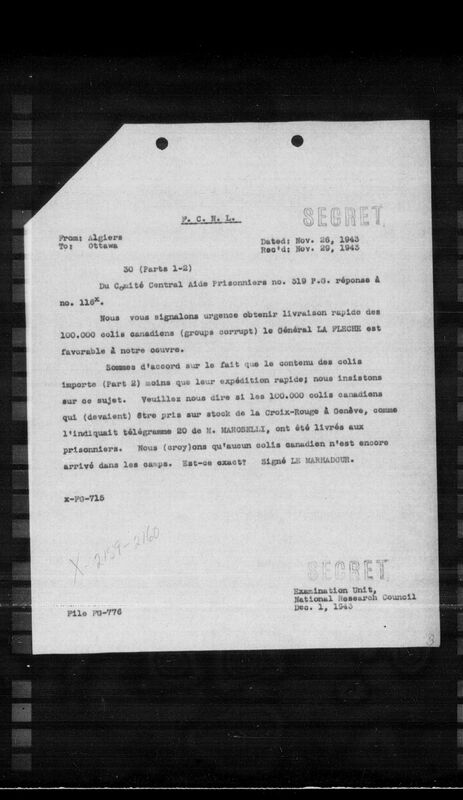 F. C. N. L.
SECRET
From: Algiers
To: Ottawa
Dated: Nov. 26, 1943
Rec'd: Nov. 29, 1943
30 (Parts 1-2)
Du Comité Central Aide Prisonniers no. 319 P.G. réponse à
no. 116x.
Nous vous signalons urgence obtenir livraison rapide des
100.000 colis canadiens (groups corrupt) le Général LA FLECHE est
favorable à notre oeuvre.
Sommes d'accord sur le fait que le contenu des colis
importe (Part 2) moins que leur expédition rapide; nous insistons
sur ce sujet. Veuillez nous dire si les 100.000 colis canadiens
qui (devaient) être pris sur stock de la Croix-Rouge à Genève, comme
l'indiquait télégramme 20 de M. MAROSELLI, ont été livrés aux
prisonniers. Nous (croy)ons qu'aucun colis canadien n'est encore
arrivé dans les camps. Est-ce exact? Signé LE MARHADOUR.
x-FG-715
X-2159-2160
SECRET
Examination Unit,
National Research Council
Dec. 1, 1943
File FG-776